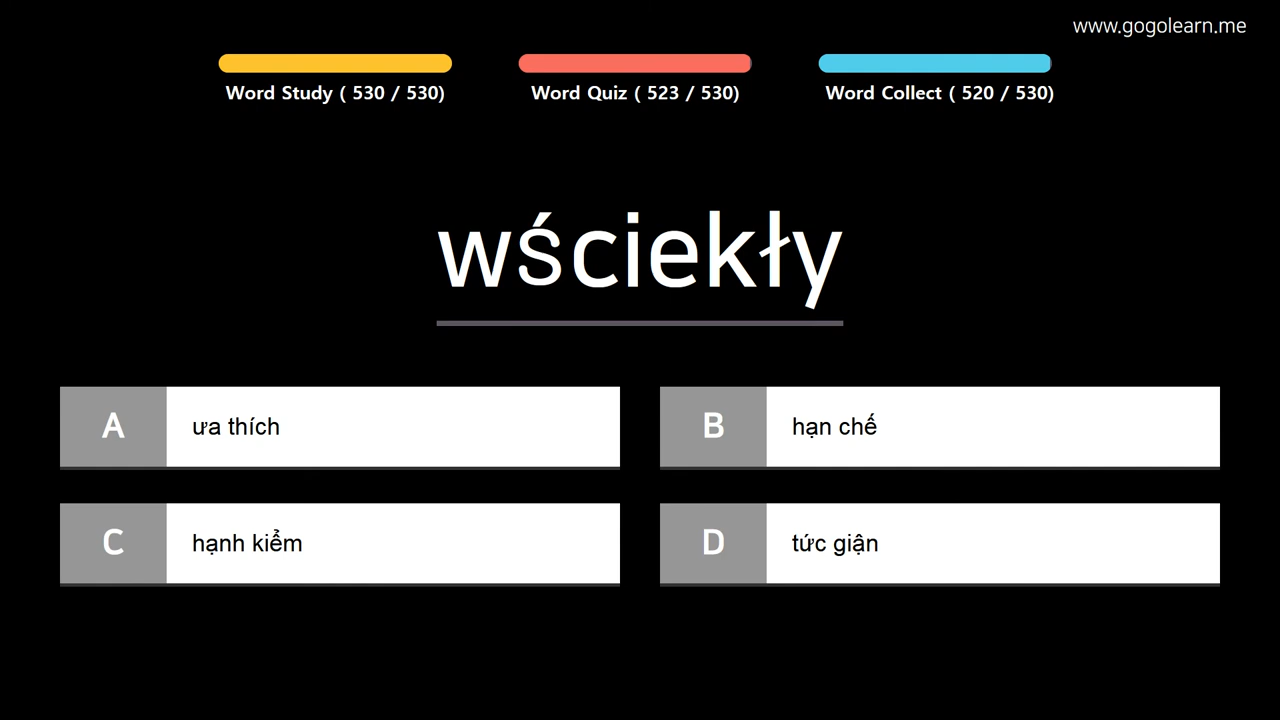 www.gogolearn.me
Word Study ( 530 / 530)
Word Quiz ( 523 / 530)
Word Collect ( 520 / 530)
wściekły
A
ưa thích
B
hạn chế
C
hạnh kiểm
D
tức giận